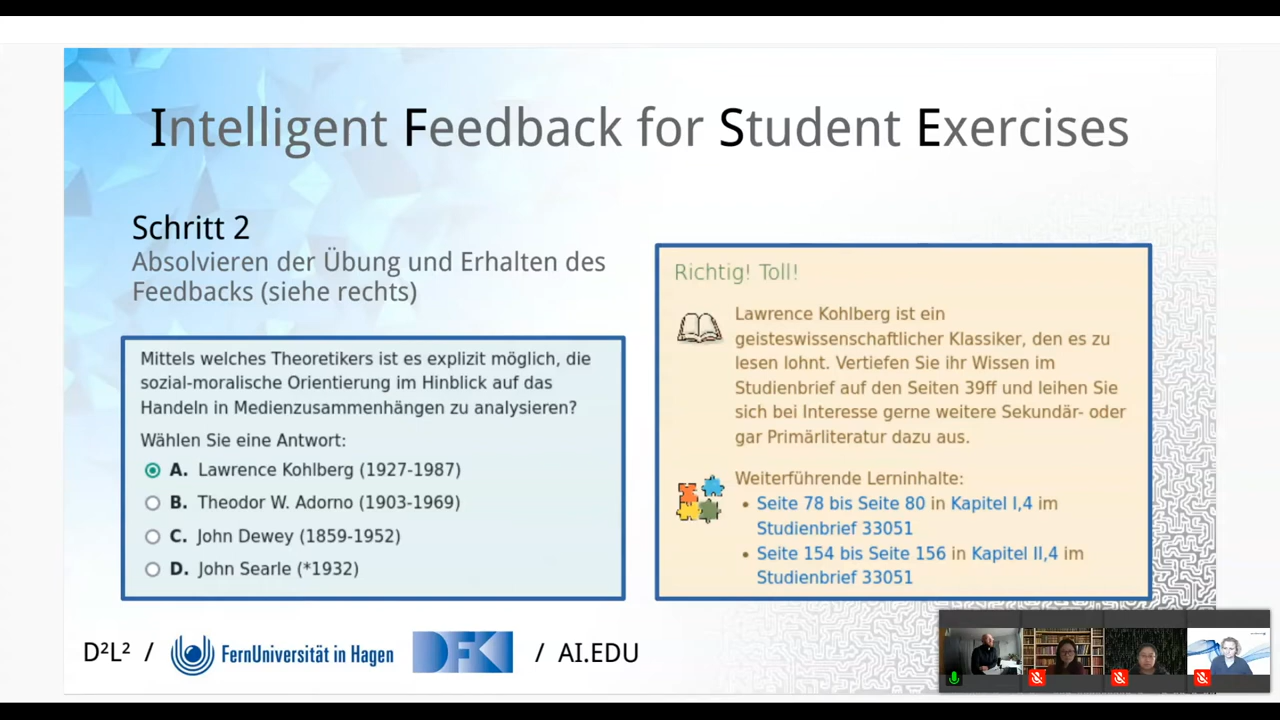 Intelligent Feedback for Student Exercises
Schritt 2
Absolvieren der Übung und Erhalten des
Feedbacks (siehe rechts)
Mittels welches Theoretikers ist es explizit möglich, die
sozial-moralische Orientierung im Hinblick auf das
Handeln in Medienzusammenhängen zu analysieren?
Wählen Sie eine Antwort:
A. Lawrence Kohlberg (1927-1987)
B. Theodor W. Adorno (1903-1969)
C. John Dewey (1859-1952)
D. John Searle (*1932)
Richtig! Toll!
Lawrence Kohlberg ist ein
geisteswissenschaftlicher Klassiker, den es zu
lesen lohnt. Vertiefen Sie ihr Wissen im
Studienbrief auf den Seiten 39ff und leihen Sie
sich bei Interesse gerne weitere Sekundär- oder
gar Primärliteratur dazu aus.
Weiterführende Lerninhalte:
• Seite 78 bis Seite 80 in Kapitel I,4 im
Studienbrief 33051
• Seite 154 bis Seite 156 in Kapitel II,4 im
Studienbrief 33051
D²L² / FernUniversität in Hagen DFKI / AI.EDU